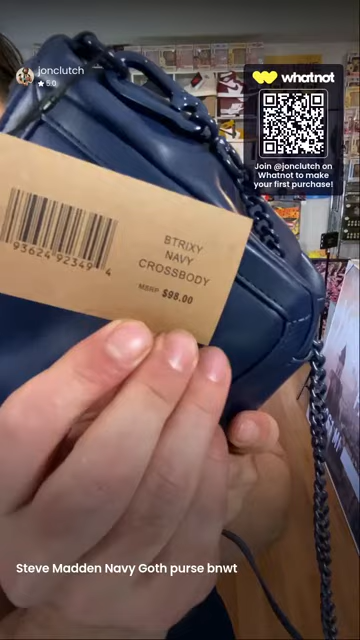 jonclutch
★ 5.0
whatnot
Join @jonclutch on
Whatnot to make
your first purchase!
BTRIXY
NAVY
CROSSBODY
MSRP $98.00
93624 92349 4
Steve Madden Navy Goth purse bnwt